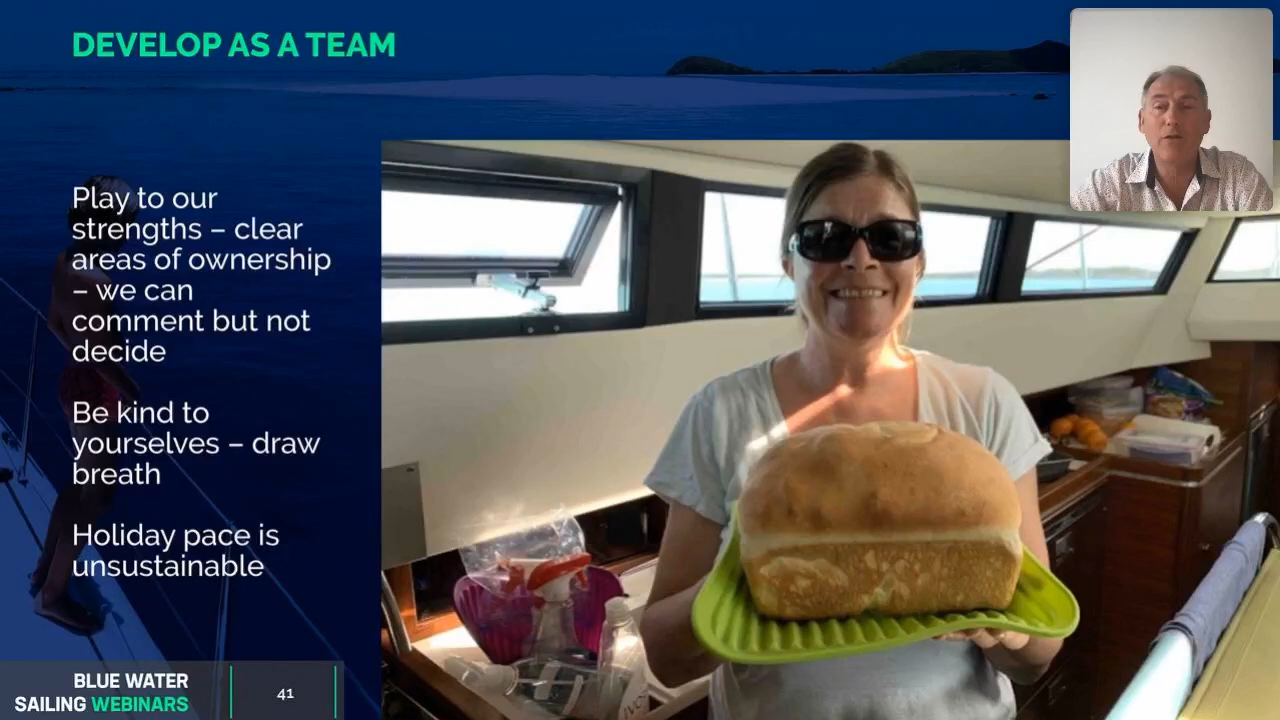 DEVELOP AS A TEAM
Play to our
strengths – clear
areas of ownership
– we can
comment but not
decide
Be kind to
yourselves – draw
breath
Holiday pace is
unsustainable
BLUE WATER
SAILING WEBINARS
41